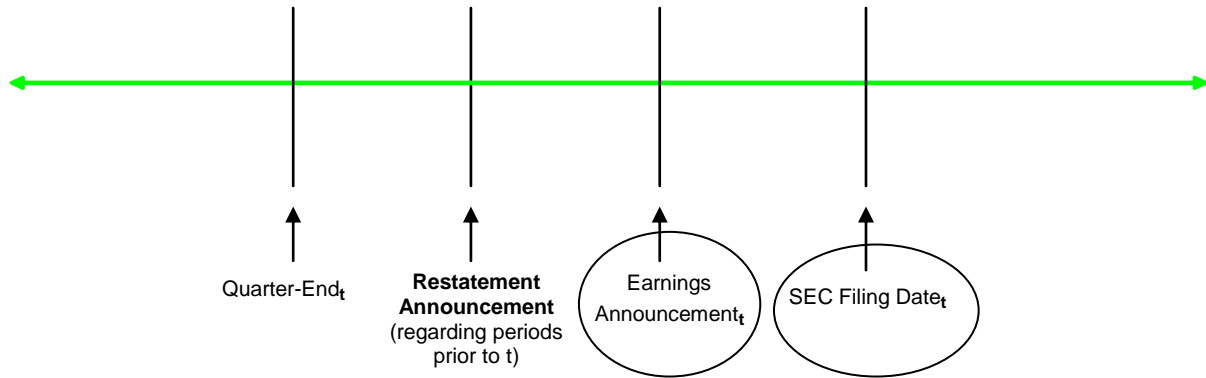 Quarter-Endt
Restatement
Announcement
(regarding periods
prior to t)
Earnings
Announcementt
SEC Filing Datet